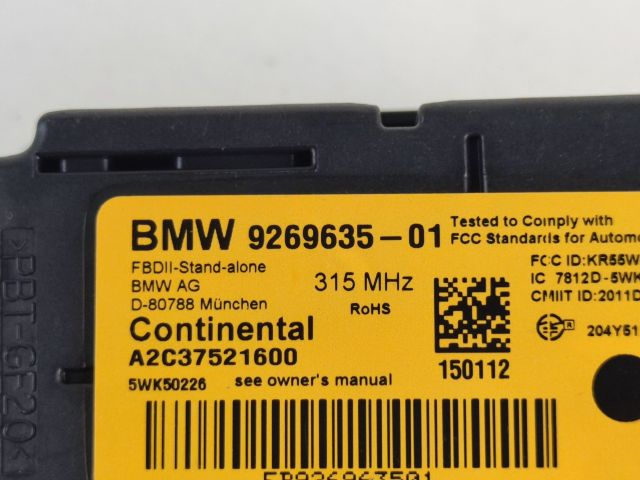 BMW 9269635-01
Tested to Comply with
FCC Standards for
FBDII-Stand-alone
BMW AG
D-80788 München
315 MHz
RoHS
FCC ID:KR55W
IC 7812D-5WK
CMIIT ID:2011D
Continental
A2C37521600
5WK50226 see owner's manual
150112
204Y51
>PBT-GF20